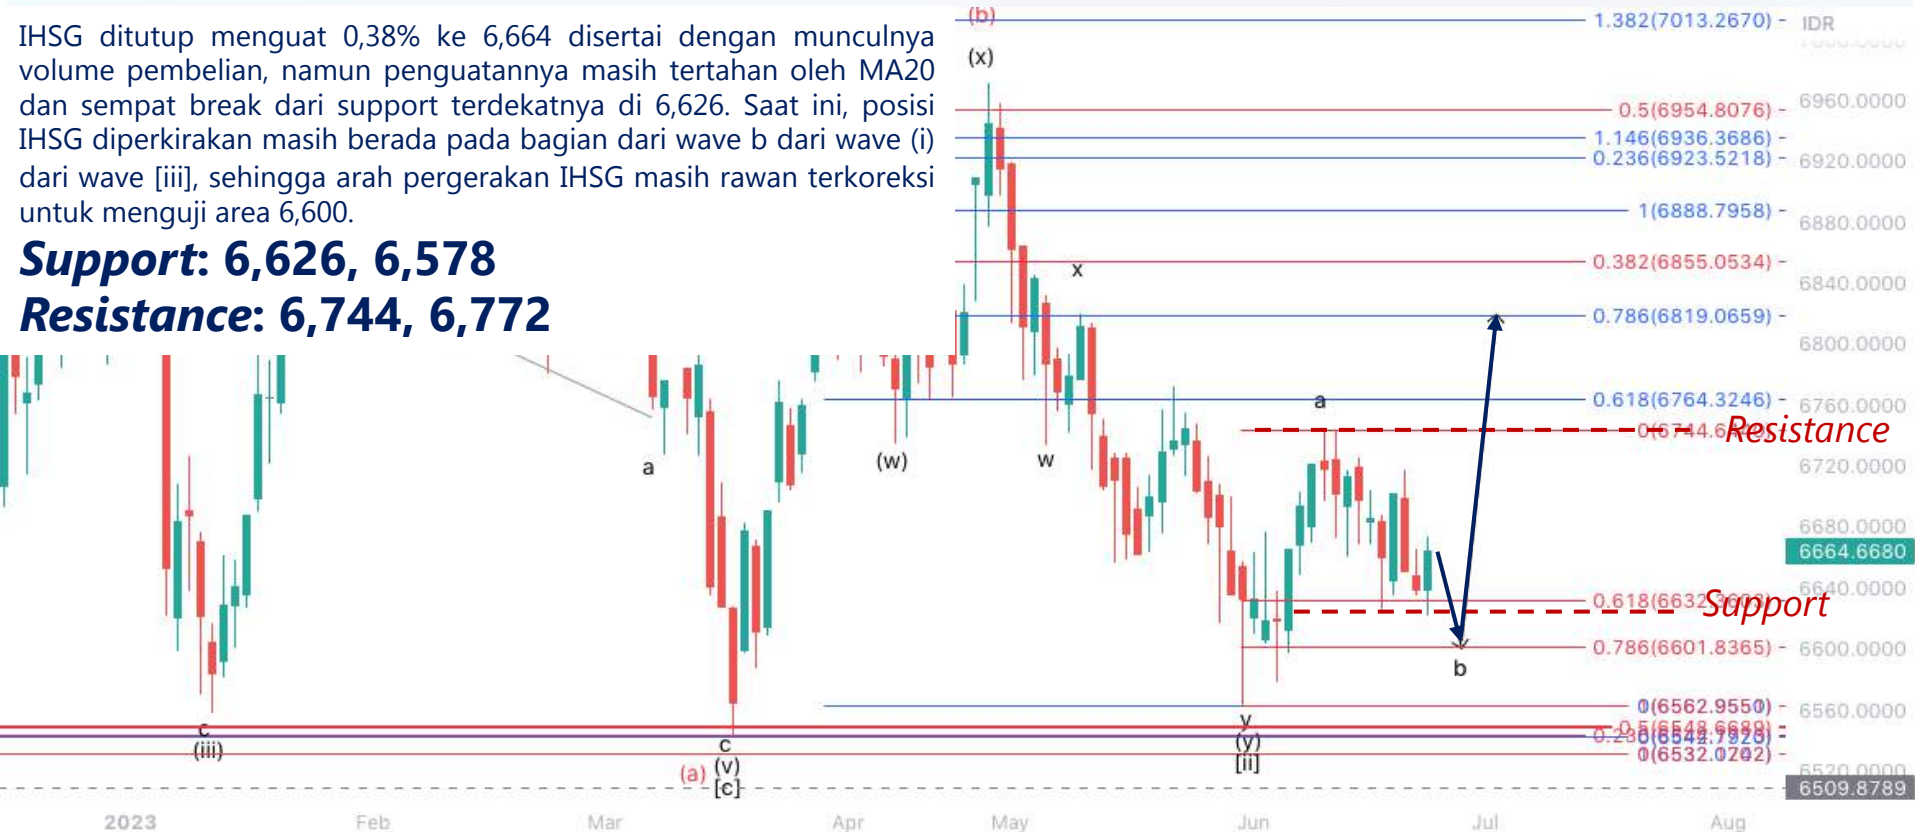 IHSG ditutup menguat 0,38% ke 6,664 disertai dengan munculnya
volume pembelian, namun penguatannya masih tertahan oleh MA20
dan sempat break dari support terdekatnya di 6,626. Saat ini, posisi
IHSG diperkirakan masih berada pada bagian dari wave b dari wave (i)
dari wave [iii], sehingga arah pergerakan IHSG masih rawan terkoreksi
untuk menguji area 6,600.
Support: 6,626, 6,578
Resistance: 6,744, 6,772
(b)
(x)
x
a
a
(w)
w
b
c
(iii)
c
(a) (v)
[c]
y
(y)
[ii]
1.382(7013.2670)
IDR
0.5(6954.8076)
6960.0000
1.146(6936.3686)
0.236(6923.5218)
6920.0000
1(6888.7958)
6880.0000
0.382(6855.0534)
6840.0000
0.786(6819.0659)
6800.0000
0.618(6764.3246)
6760.0000
Resistance
6720.0000
6680.0000
6664.6680
6640.0000
Support
0.786(6601.8365)
6600.0000
6560.0000
6520.0000
6509.8789
2023 Feb Mar Apr May Jun Jul Aug